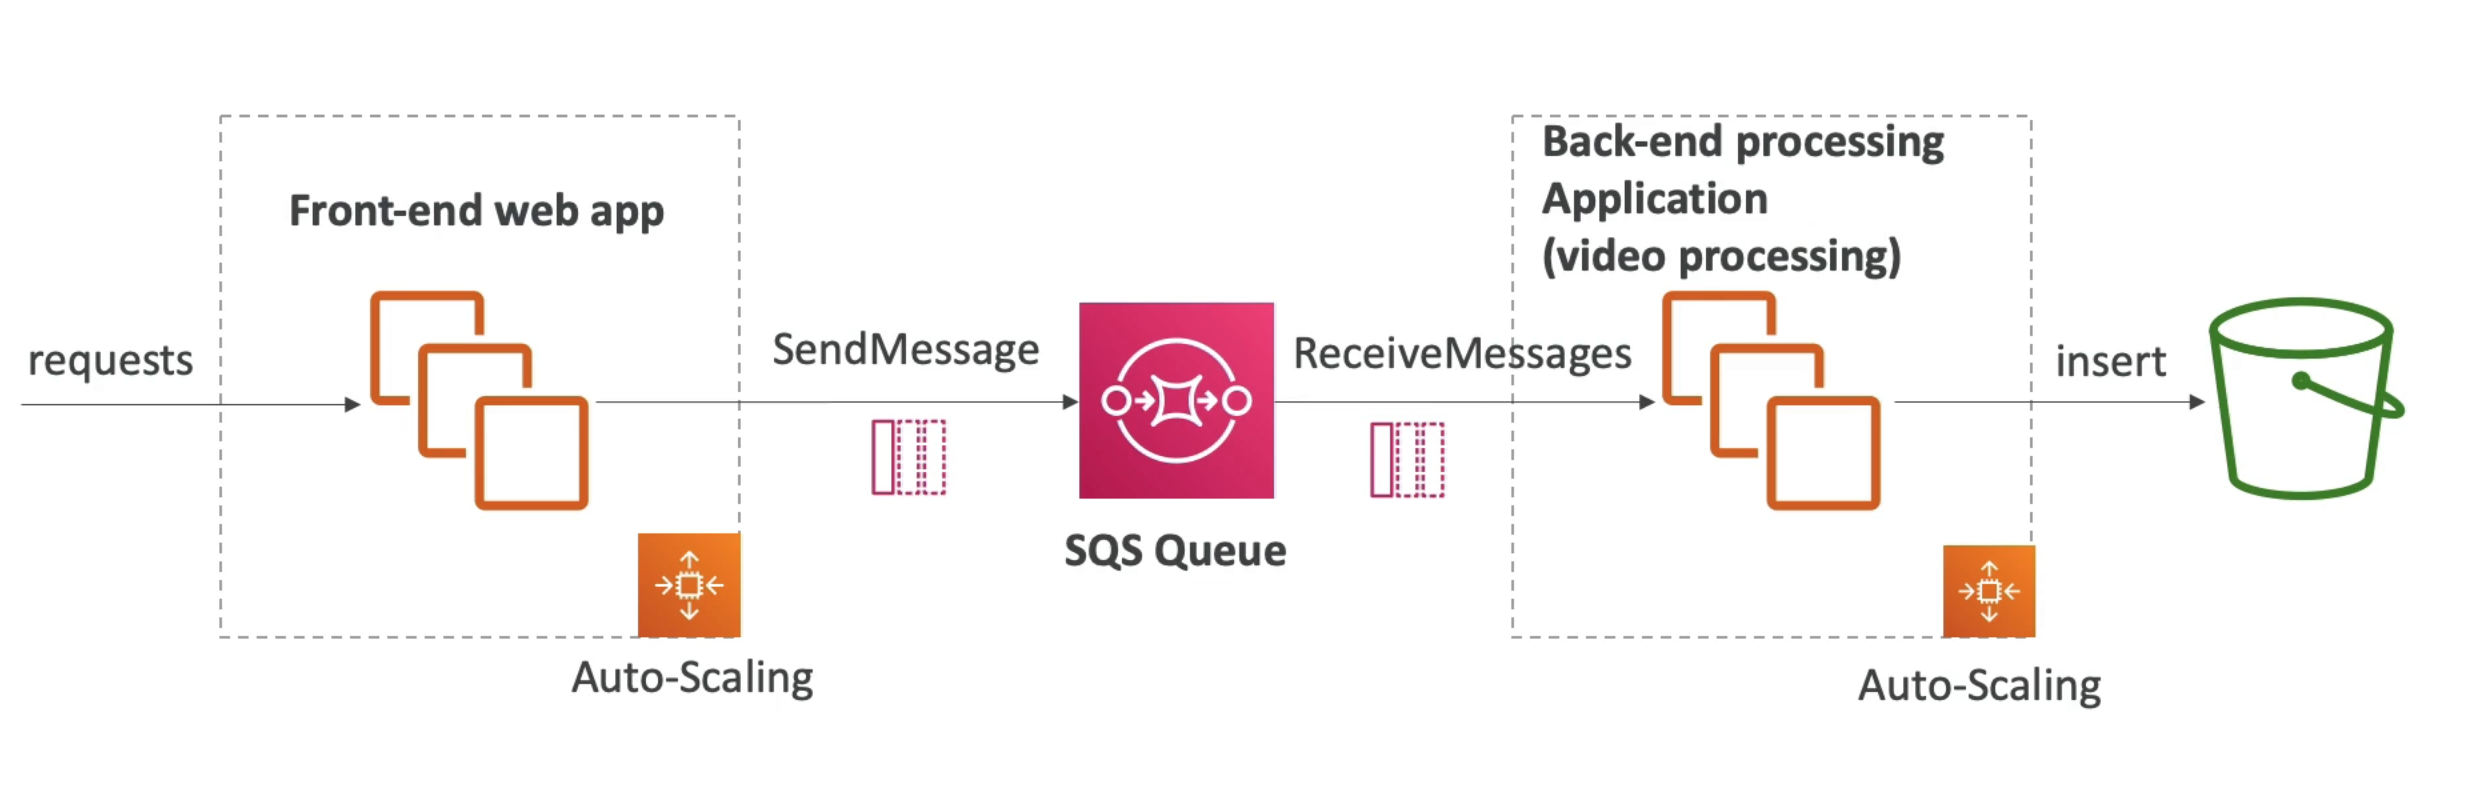 requests
Front-end web app
Auto-Scaling
SendMessage
SQS Queue
ReceiveMessages
Back-end processing
Application
(video processing)
Auto-Scaling
insert